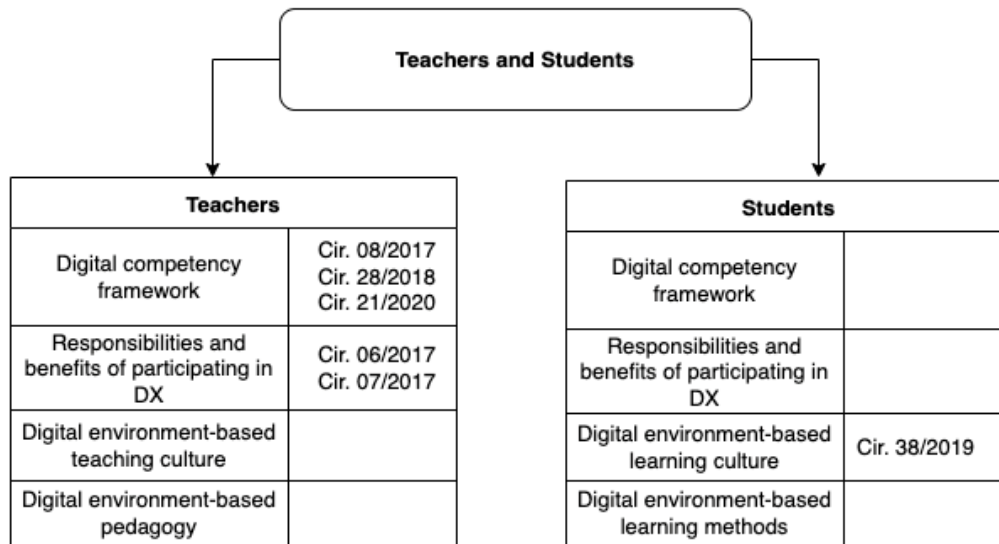 Teachers and Students
Teachers
Digital competency
framework
Cir. 08/2017
Cir. 28/2018
Cir. 21/2020
Responsibilities and
benefits of participating in
DX
Cir. 06/2017
Cir. 07/2017
Digital environment-based
teaching culture
Digital environment-based
pedagogy
Students
Digital competency
framework
Responsibilities and
benefits of participating in
DX
Digital environment-based
learning culture
Cir. 38/2019
Digital environment-based
learning methods